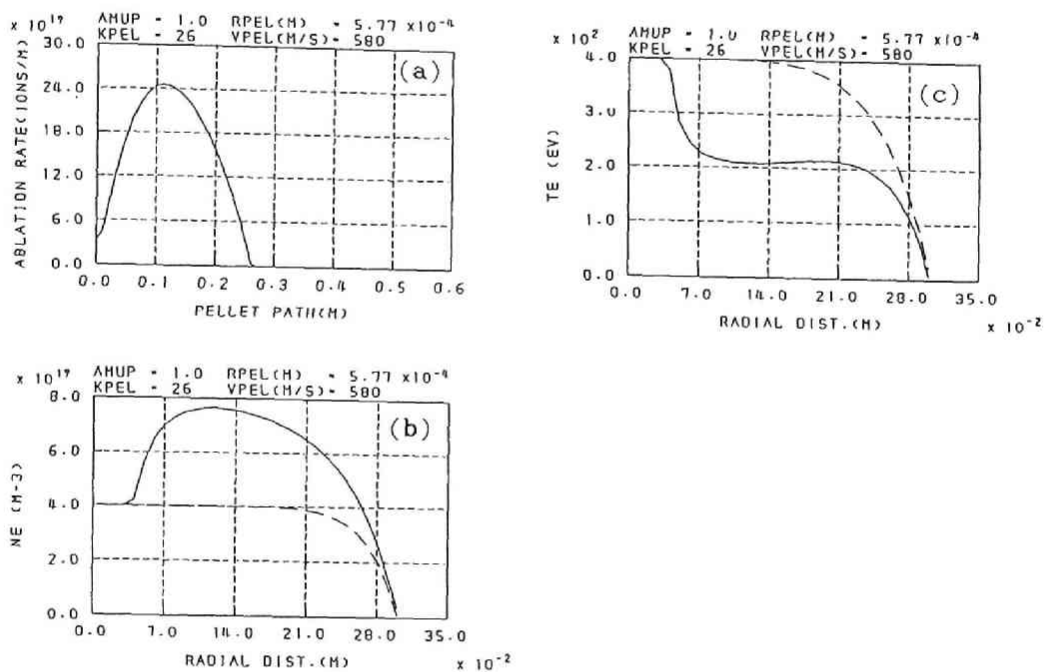 × 10¹⁹ AMUP - 1.0 RPEL(M) - 5.77 ×10⁻⁴
KPEL - 26 VPEL(M/S) - 580
(a)
ABLATION RATE(IONS/M)
30.0
24.0
18.0
12.0
6.0
0.0
0.0 0.1 0.2 0.3 0.4 0.5 0.6
PELLET PATH(M)
× 10¹⁹ AMUP - 1.0 RPEL(M) - 5.77 ×10⁻⁴
KPEL - 26 VPEL(M/S) - 580
(b)
NE (M-3)
8.0
6.0
4.0
2.0
0.0
0.0 7.0 14.0 21.0 28.0 35.0
RADIAL DIST.(M) × 10⁻²
× 10² AMUP - 1.0 RPEL(M) - 5.77 ×10⁻⁴
KPEL - 26 VPEL(M/S) - 580
(c)
TE (EV)
4.0
3.0
2.0
1.0
0.0
0.0 7.0 14.0 21.0 28.0 35.0
RADIAL DIST.(M) × 10⁻²